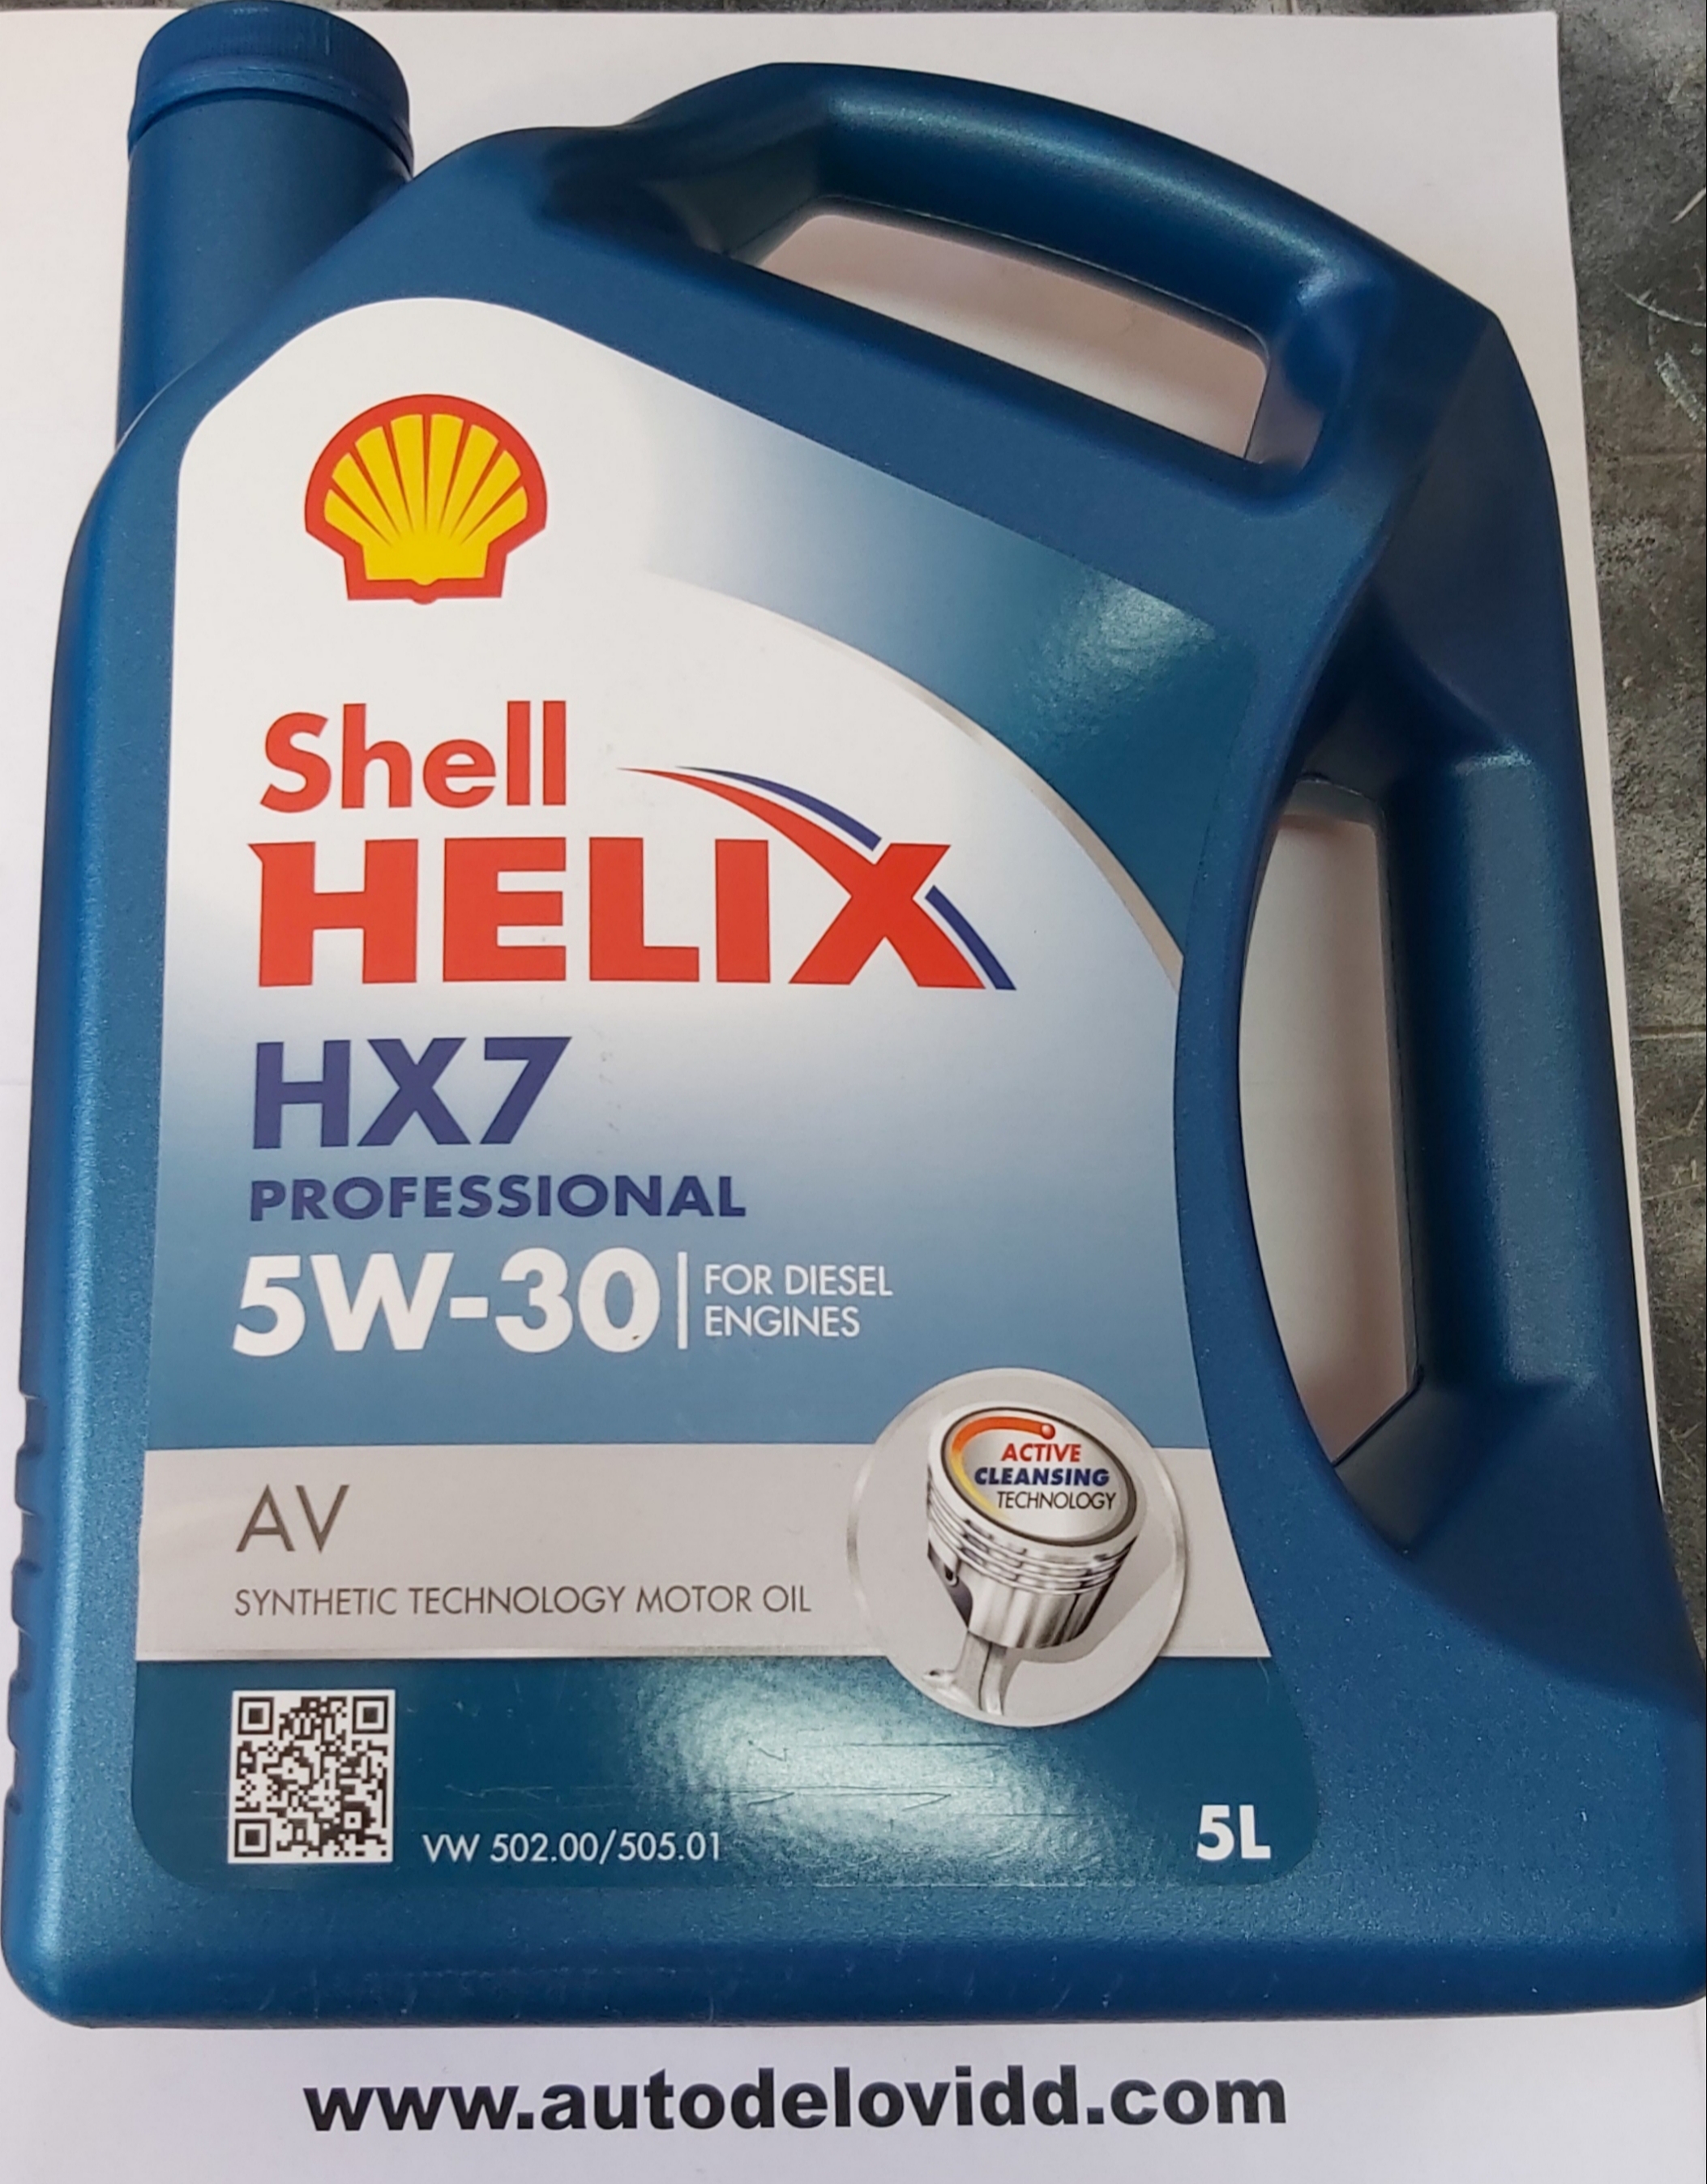 Shell
HELIX
HX7
PROFESSIONAL
5W-30
FOR DIESEL
ENGINES
ACTIVE
CLEANSING
TECHNOLOGY
AV
SYNTHETIC TECHNOLOGY MOTOR OIL
VW 502.00/505.01
5L
www.autodelovidd.com